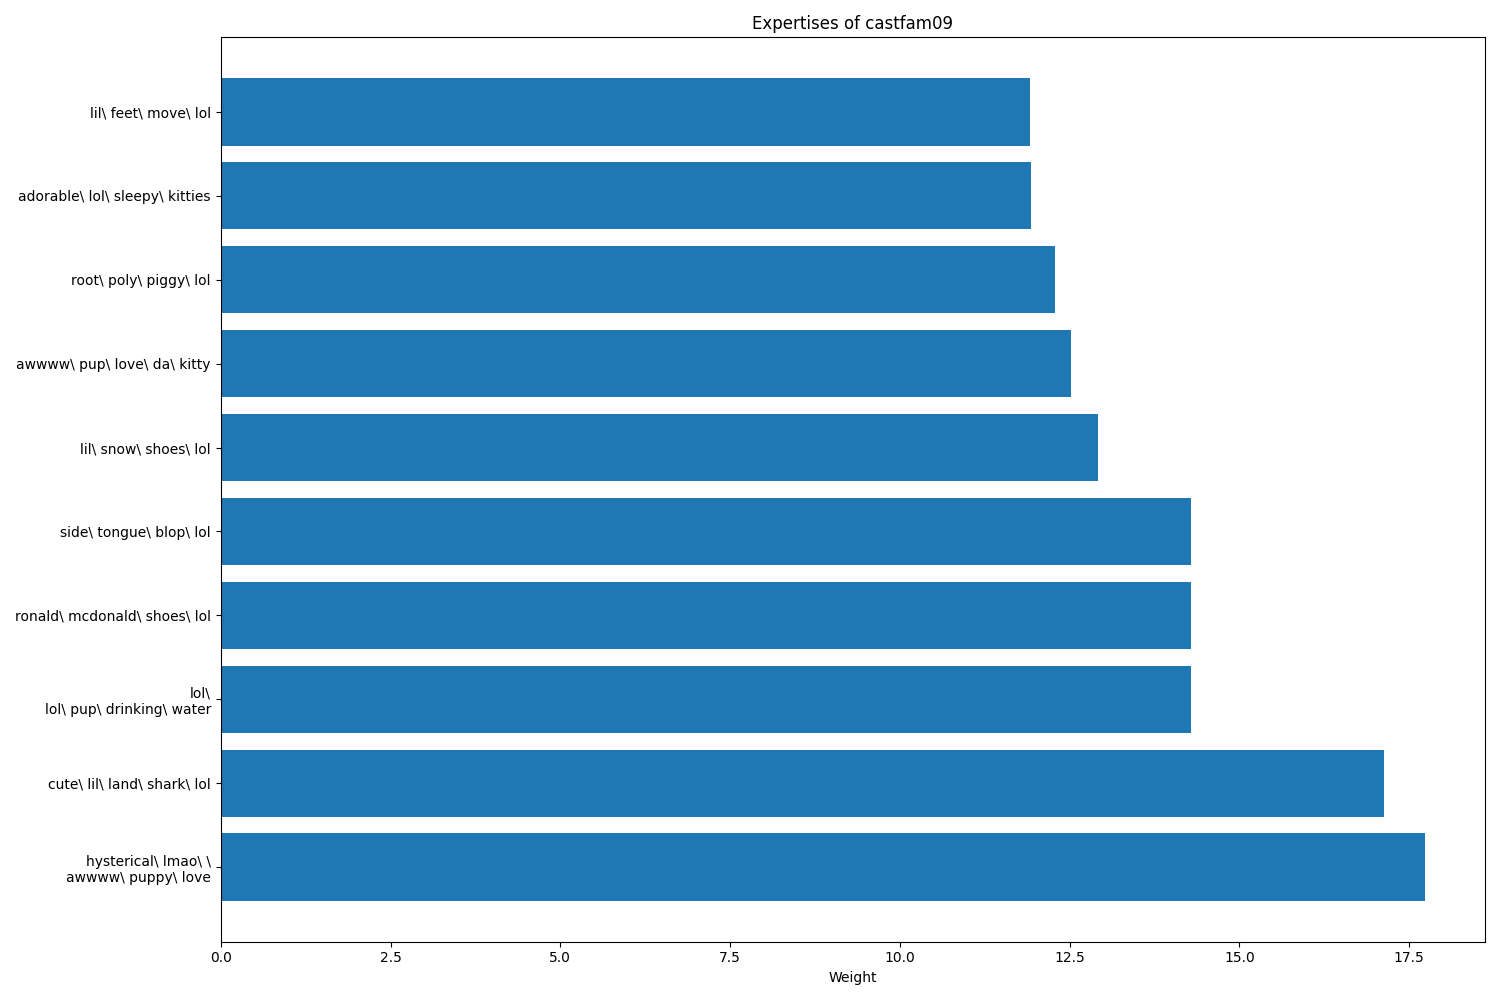 Expertises of castfam09
lil\ feet\ move\ lol
adorable\ lol\ sleepy\ kitties
root\ poly\ piggy\ lol
awwww\ pup\ love\ da\ kitty
lil\ snow\ shoes\ lol
side\ tongue\ blop\ lol
ronald\ mcdonald\ shoes\ lol
lol\
lol\ pup\ drinking\ water
cute\ lil\ land\ shark\ lol
hysterical\ lmao\ \
awwww\ puppy\ love
0.0 2.5 5.0 7.5 10.0 12.5 15.0 17.5
Weight